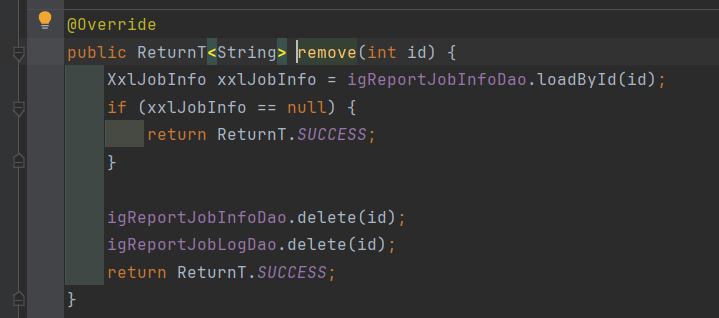 @Override
public ReturnT<String> remove(int id) {
    XxlJobInfo xxlJobInfo = igReportJobInfoDao.loadById(id);
    if (xxlJobInfo == null) {
        return ReturnT.SUCCESS;
    }

    igReportJobInfoDao.delete(id);
    igReportJobLogDao.delete(id);
    return ReturnT.SUCCESS;
}